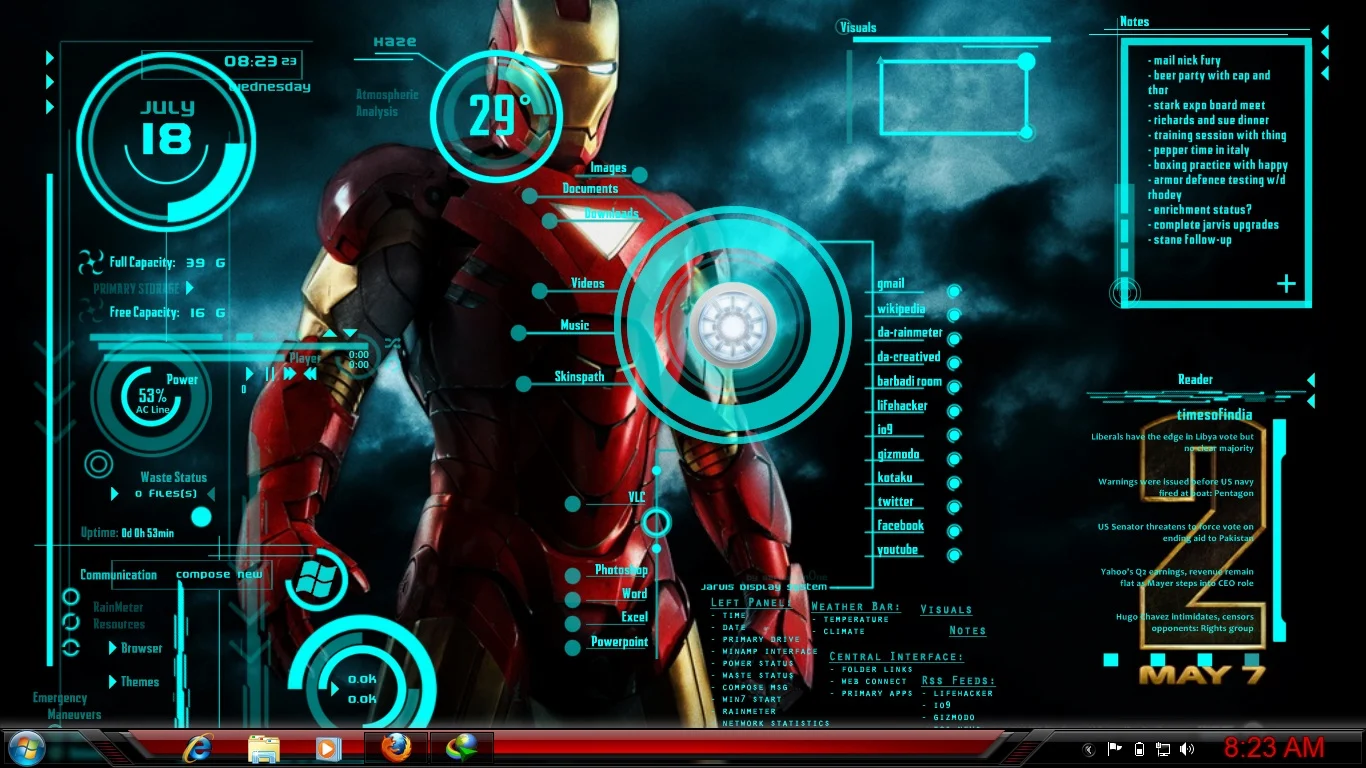 08:23 23
wednesday
JULY
18
Full Capacity: 39 G
PRIMARY STORAGE
Free Capacity: 16 G
Player
0:00
0:00
0
Power
53%
AC Line
Waste Status
0 FILES(S)
Uptime: 0d 0h 53min
Communication
compose new
RainMeter
Resources
Browser
Themes
Emergency
Maneuvers
0.0k
0.0k
Haze
Atmospheric
Analysis
29°
Images
Documents
Downloads
Videos
Music
Skinspath
VLC
Photoshop
Word
Excel
Powerpoint
Visuals
gmail
wikipedia
da-rainmeter
da-creatived
barbadi room
lifehacker
io9
gizmodo
kotaku
twitter
facebook
youtube
Jarvis Display System
Left Panel:
- TIME
- DATE
- PRIMARY DRIVE
- WINAMP INTERFACE
- POWER STATUS
- WASTE STATUS
- COMPOSE MSG
- WIN7 START
RAINMETER
NETWORK STATISTICS
Weather Bar:
- TEMPERATURE
- CLIMATE
Visuals
Notes
Central Interface:
- FOLDER LINKS
- WEB CONNECT
- PRIMARY APPS
Rss Feeds:
- LIFEHACKER
- IO9
- GIZMODO
Notes
- mail nick fury
- beer party with cap and
thor
- stark expo board meet
- richards and sue dinner
- training session with thing
- pepper time in italy
- boxing practice with happy
- armor defence testing w/d
rhodey
- enrichment status?
- complete jarvis upgrades
- stane follow-up
+
Reader
timesofindia
Liberals have the edge in Libya vote but
no clear majority
Warnings were issued before US navy
fired at boat: Pentagon
US Senator threatens to force vote on
ending aid to Pakistan
Yahoo's Q2 earnings, revenue remain
flat as Mayer steps into CEO role
Hugo Chavez intimidates, censors
opponents: Rights group
2
MAY 7
8:23 AM